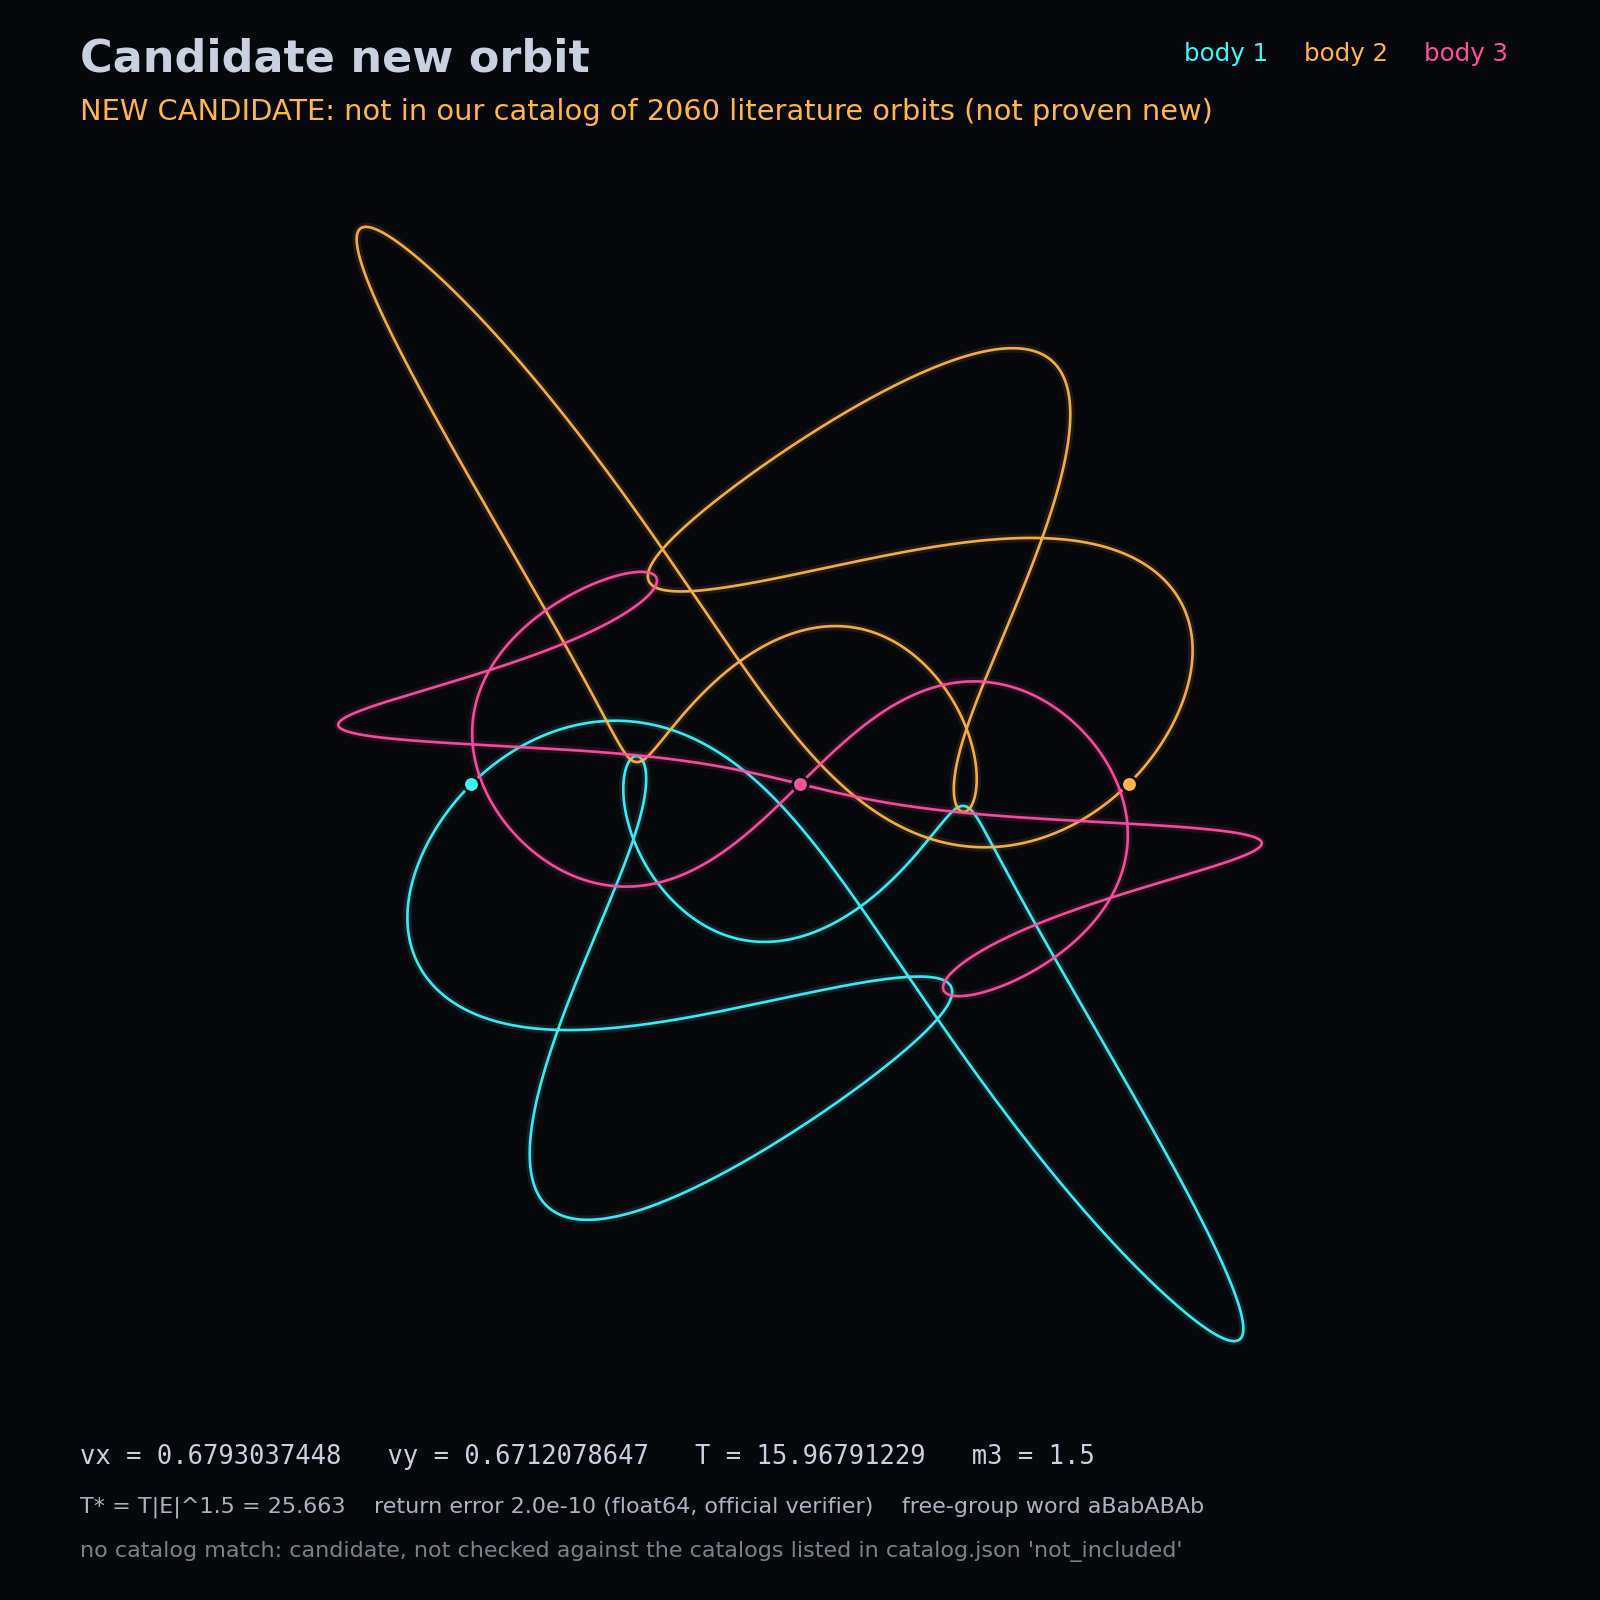 Candidate new orbit
body 1 body 2 body 3
NEW CANDIDATE: not in our catalog of 2060 literature orbits (not proven new)
vx = 0.6793037448 vy = 0.6712078647 T = 15.96791229 m3 = 1.5
T* = T|E|^1.5 = 25.663 return error 2.0e-10 (float64, official verifier) free-group word aBabABAb
no catalog match: candidate, not checked against the catalogs listed in catalog.json 'not_included'